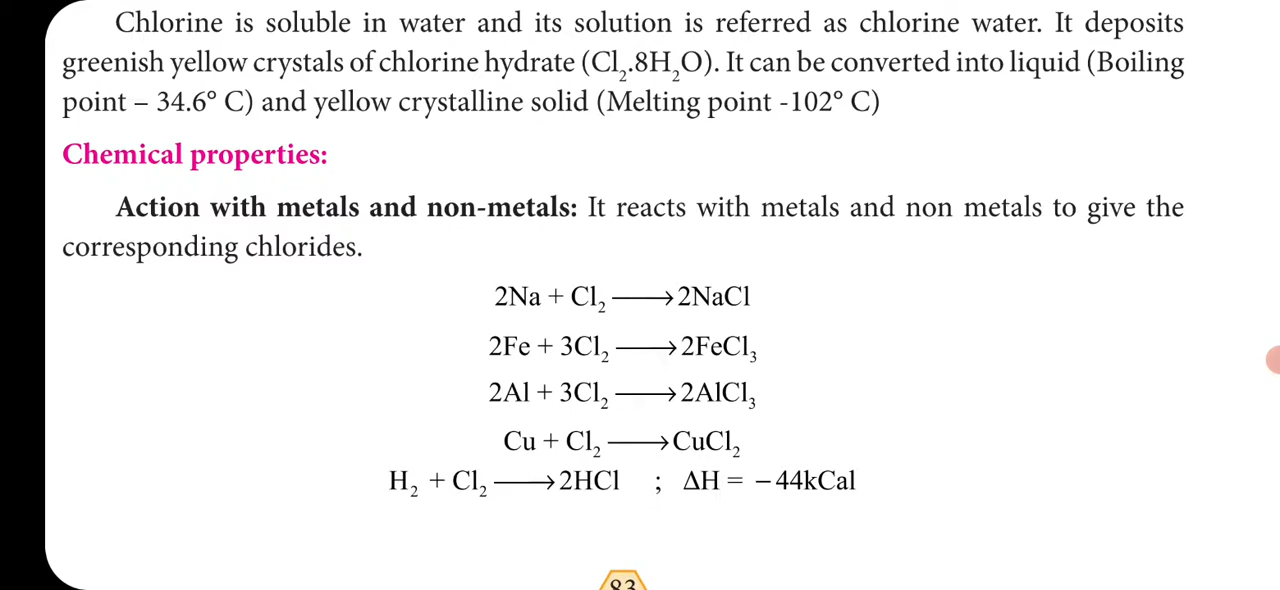 Chlorine is soluble in water and its solution is referred as chlorine water. It deposits
greenish yellow crystals of chlorine hydrate (Cl₂.8H₂O). It can be converted into liquid (Boiling
point – 34.6° C) and yellow crystalline solid (Melting point -102° C)
Chemical properties:
Action with metals and non-metals: It reacts with metals and non metals to give the
corresponding chlorides.
2Na + Cl₂ ⟶ 2NaCl
2Fe + 3Cl₂ ⟶ 2FeCl₃
2Al + 3Cl₂ ⟶ 2AlCl₃
Cu + Cl₂ ⟶ CuCl₂
H₂ + Cl₂ ⟶ 2HCl ; ΔH = −44kCal
83